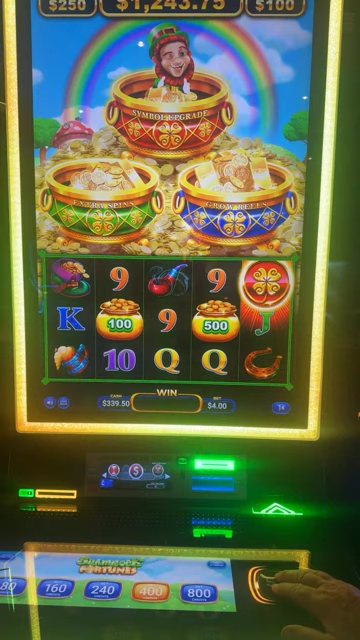 $250 $1,243.75 $100
SYMBOL UPGRADE
EXTRA SPINS GROW REELS
9 9
K 100 9 500 J
10 Q Q
WIN
CASH BET
$339.50 $4.00
1¢
FORTUNES
80 160 240 400 800